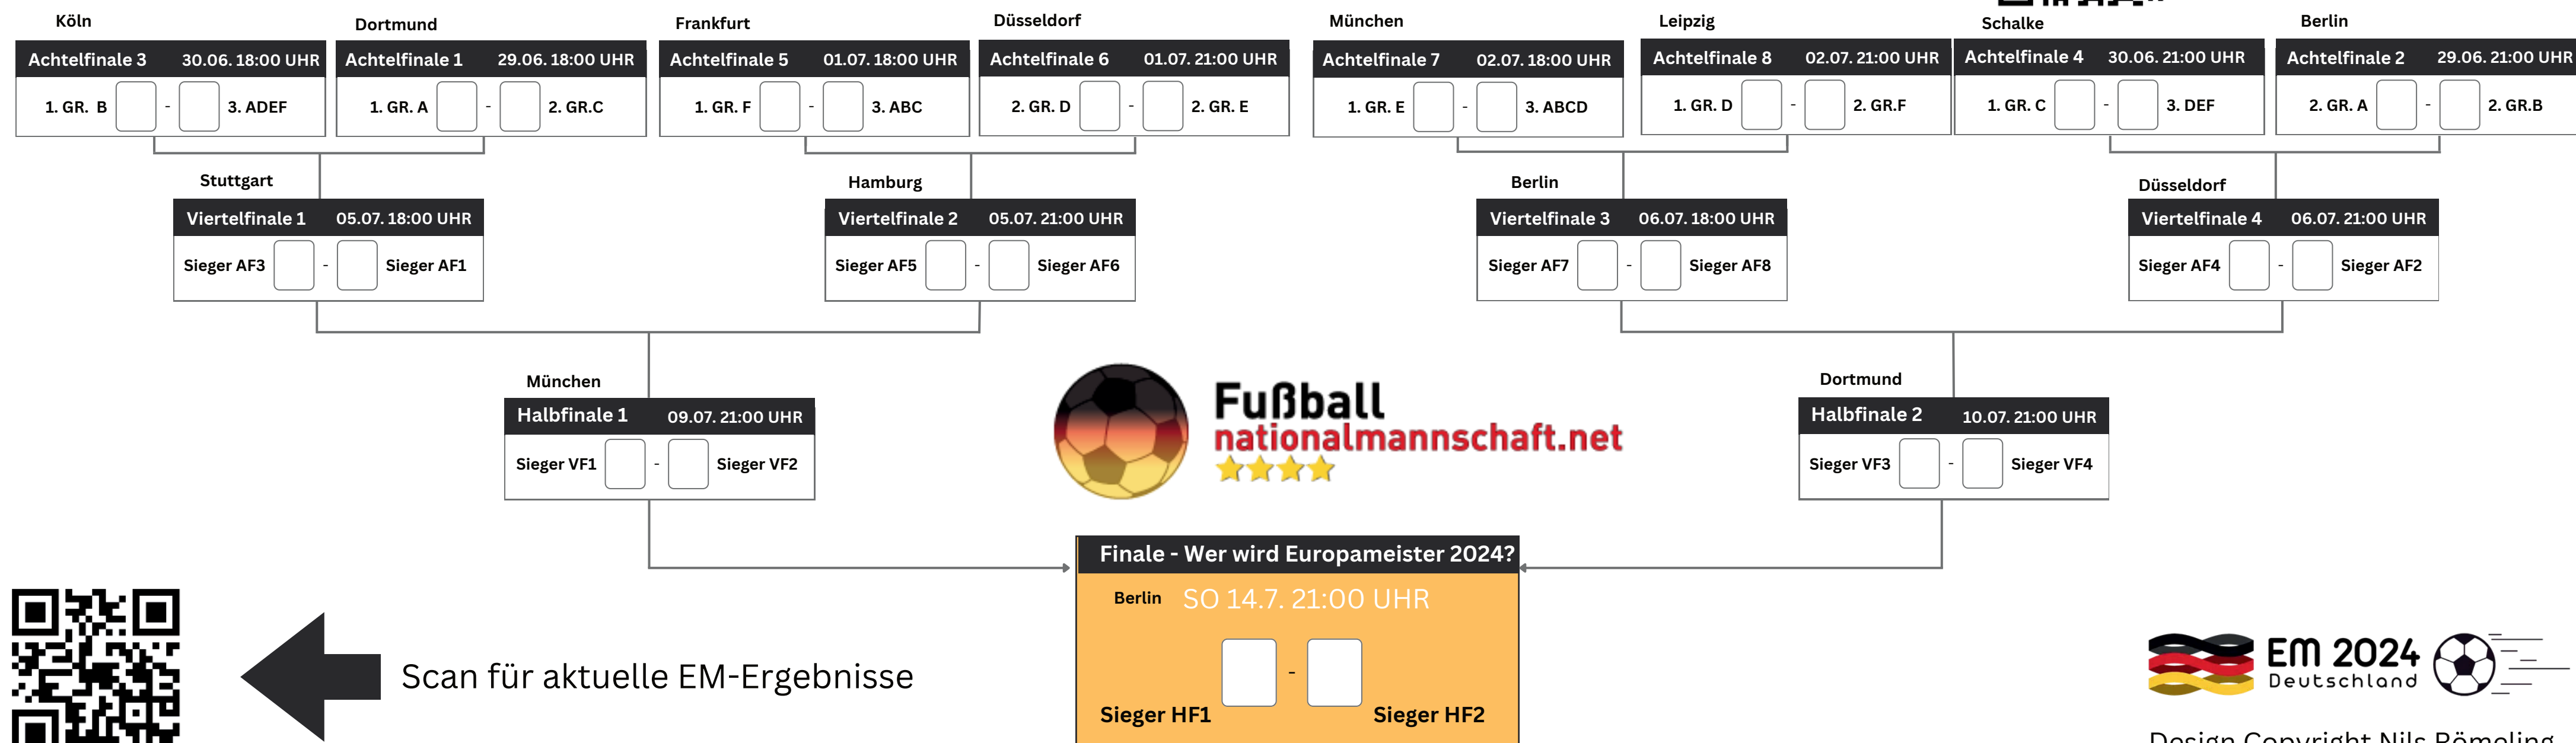 Köln
Dortmund
Frankfurt
Düsseldorf
München
Leipzig
Schalke
Berlin
Achtelfinale 3 30.06. 18:00 UHR
1. GR. B - 3. ADEF
Achtelfinale 1 29.06. 18:00 UHR
1. GR. A - 2. GR.C
Achtelfinale 5 01.07. 18:00 UHR
1. GR. F - 3. ABC
Achtelfinale 6 01.07. 21:00 UHR
2. GR. D - 2. GR. E
Achtelfinale 7 02.07. 18:00 UHR
1. GR. E - 3. ABCD
Achtelfinale 8 02.07. 21:00 UHR
1. GR. D - 2. GR.F
Achtelfinale 4 30.06. 21:00 UHR
1. GR. C - 3. DEF
Achtelfinale 2 29.06. 21:00 UHR
2. GR. A - 2. GR.B
Stuttgart
Viertelfinale 1 05.07. 18:00 UHR
Sieger AF3 - Sieger AF1
Hamburg
Viertelfinale 2 05.07. 21:00 UHR
Sieger AF5 - Sieger AF6
Berlin
Viertelfinale 3 06.07. 18:00 UHR
Sieger AF7 - Sieger AF8
Düsseldorf
Viertelfinale 4 06.07. 21:00 UHR
Sieger AF4 - Sieger AF2
München
Halbfinale 1 09.07. 21:00 UHR
Sieger VF1 - Sieger VF2
Fußball
nationalmannschaft.net
Dortmund
Halbfinale 2 10.07. 21:00 UHR
Sieger VF3 - Sieger VF4
Finale - Wer wird Europameister 2024?
Berlin SO 14.7. 21:00 UHR
-
Sieger HF1 Sieger HF2
Scan für aktuelle EM-Ergebnisse
EM 2024
Deutschland
Design Copyright Nils Römeling